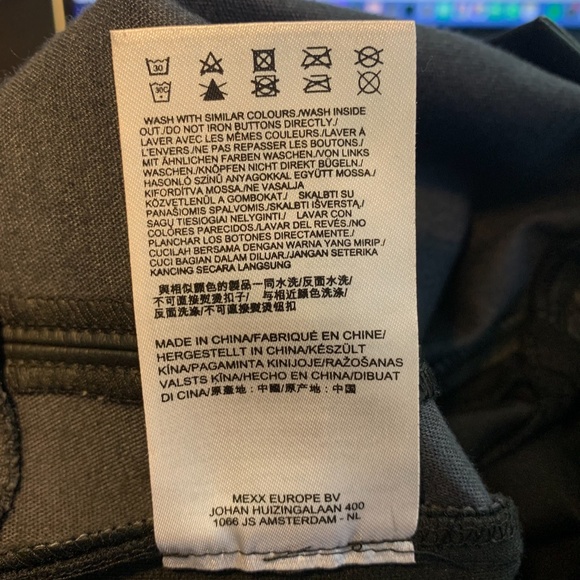 30
30C
WASH WITH SIMILAR COLOURS./WASH INSIDE
OUT./DO NOT IRON BUTTONS DIRECTLY./
LAVER AVEC LES MÊMES COULEURS./LAVER À
L'ENVERS./NE PAS REPASSER LES BOUTONS./
MIT ÄHNLICHEN FARBEN WASCHEN./VON LINKS
WASCHEN./KNÖPFEN NICHT DIREKT BÜGELN./
HASONLÓ SZÍNŰ ANYAGOKKAL EGYÜTT MOSSA./
KIFORDÍTVA MOSSA./NE VASALJA
KÖZVETLENÜL A GOMBOKAT./ SKALBTI SU
PANAŠIOMIS SPALVOMIS./SKALBTI IŠVERSTĄ./
SAGŲ TIESIOGIAI NELYGINTI./ LAVAR CON
COLORES PARECIDOS./LAVAR DEL REVÉS./NO
PLANCHAR LOS BOTONES DIRECTAMENTE./
CUCILAH BERSAMA DENGAN WARNA YANG MIRIP./
CUCI BAGIAN DALAM DILUAR./JANGAN SETERIKA
KANCING SECARA LANGSUNG
與相似顏色的製品一同水洗/反面水洗/
不可直接熨燙扣子/ 与相近颜色洗涤/
反面洗涤/不可直接熨烫钮扣
MADE IN CHINA/FABRIQUÉ EN CHINE/
HERGESTELLT IN CHINA/KÉSZÜLT
KÍNA/PAGAMINTA KINIJOJE/RAŽOŠANAS
VALSTS ĶĪNA/HECHO EN CHINA/DIBUAT
DI CINA/原產地：中國/原产地：中国
MEXX EUROPE BV
JOHAN HUIZINGALAAN 400
1066 JS AMSTERDAM - NL